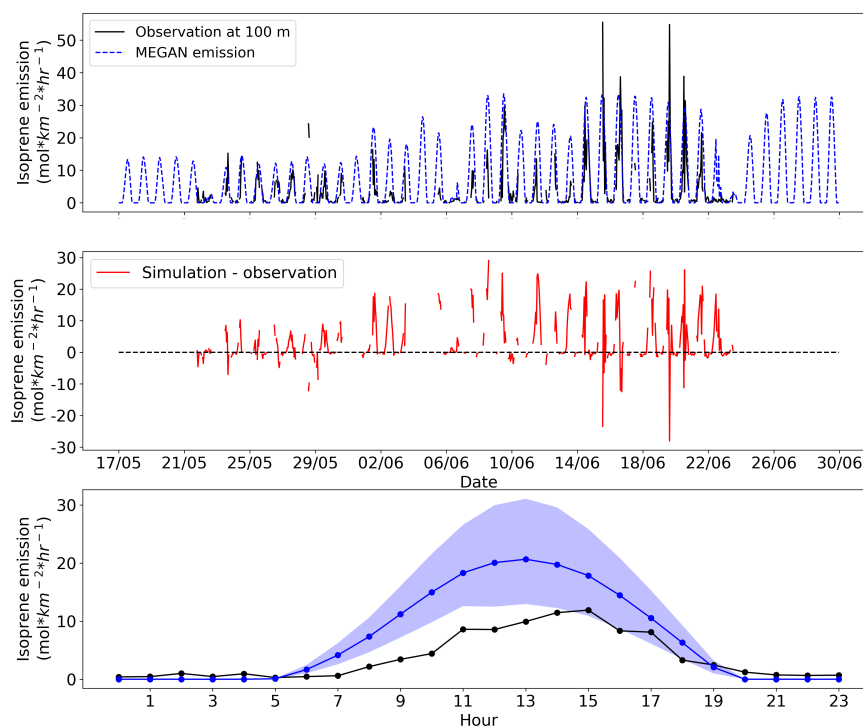 Isoprene emission
(mol*km⁻²*hr⁻¹)
50
40
30
20
10
0
Observation at 100 m
MEGAN emission
Isoprene emission
(mol*km⁻²*hr⁻¹)
30
20
10
0
-10
-20
-30
Simulation - observation
17/05 21/05 25/05 29/05 02/06 06/06 10/06 14/06 18/06 22/06 26/06 30/06
Date
Isoprene emission
(mol*km⁻²*hr⁻¹)
30
20
10
0
1 3 5 7 9 11 13 15 17 19 21 23
Hour